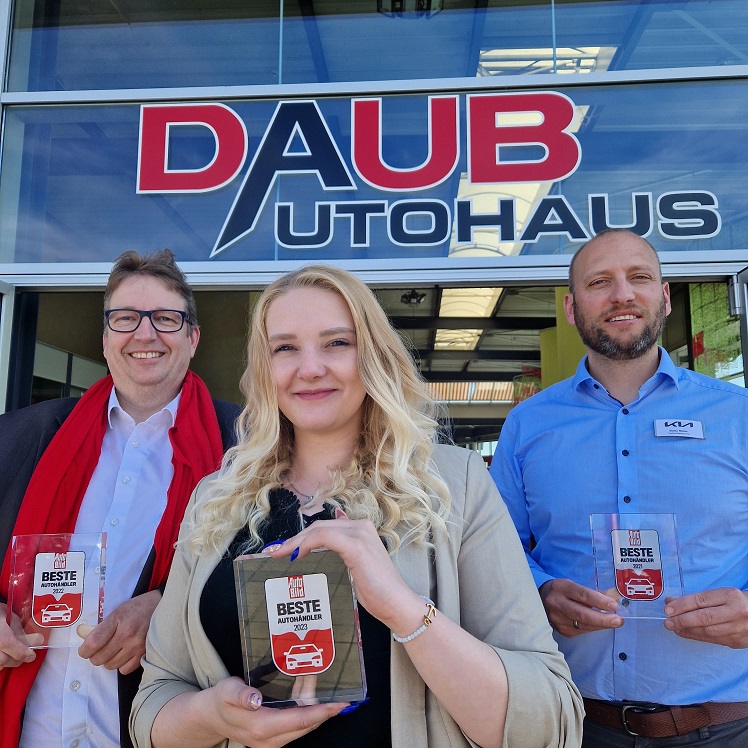 DAUB
AUTOHAUS
Auto Bild
BESTE
AUTOHÄNDLER
2022
Auto Bild
BESTE
AUTOHÄNDLER
2023
Auto Bild
BESTE
AUTOHÄNDLER
2021
KIA